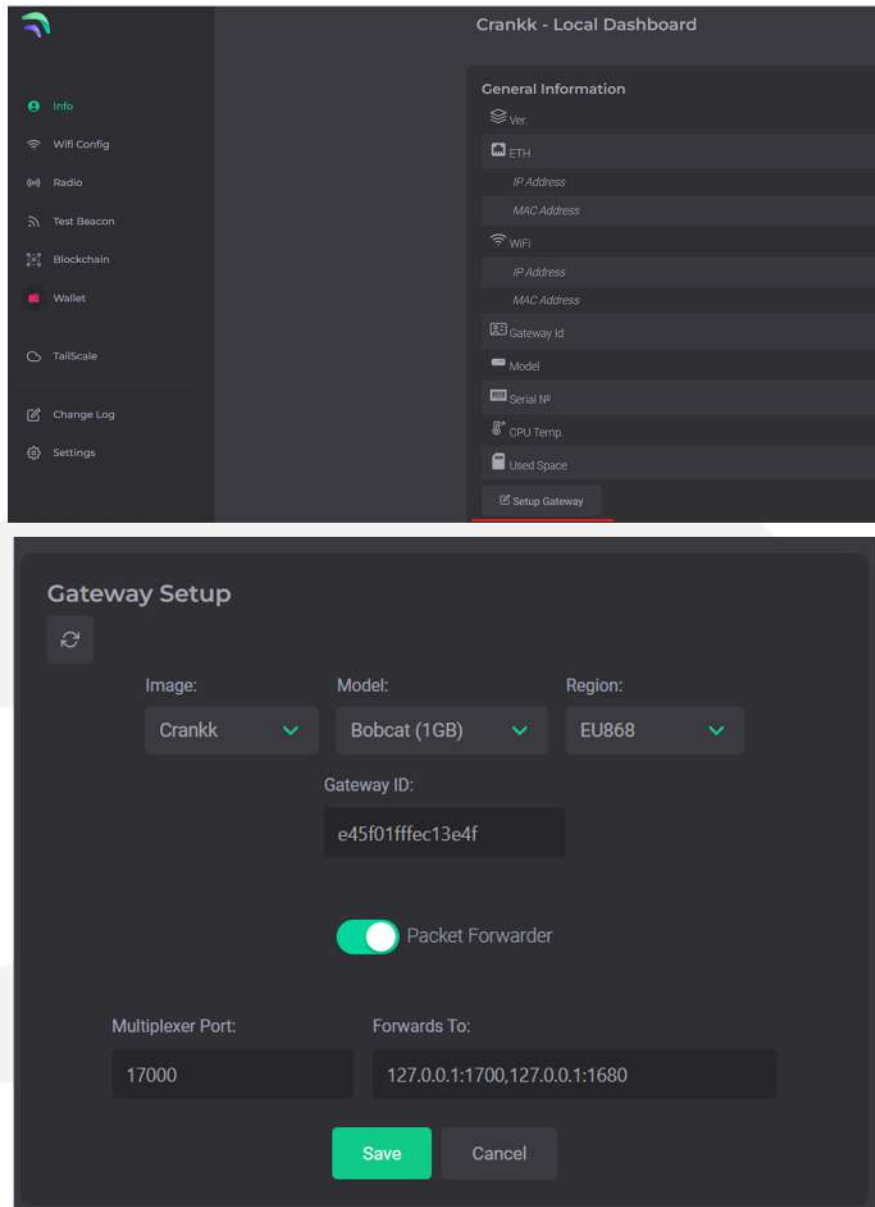 Crankk - Local Dashboard
Info
Wifi Config
Radio
Test Beacon
Blockchain
Wallet
TailScale
Change Log
Settings
General Information
Ver.
ETH
IP Address
MAC Address
WiFi
IP Address
MAC Address
Gateway Id
Model
Serial Nº
CPU Temp.
Used Space
Setup Gateway
Gateway Setup
Image: Model: Region:
Crankk Bobcat (1GB) EU868
Gateway ID:
e45f01fffec13e4f
Packet Forwarder
Multiplexer Port: Forwards To:
17000 127.0.0.1:1700,127.0.0.1:1680
Save Cancel